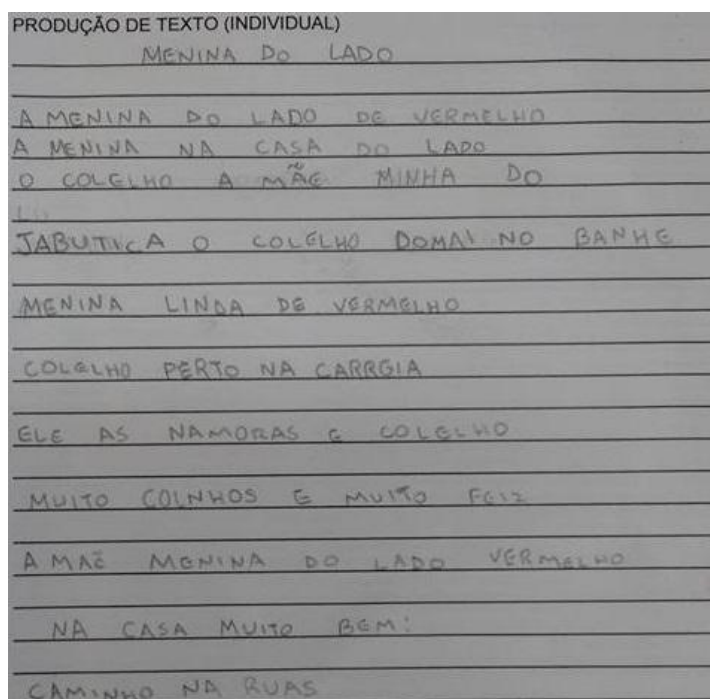 PRODUÇÃO DE TEXTO (INDIVIDUAL)
MENINA DO LADO
A MENINA DO LADO DE VERMELHO
A MENINA NA CASA DO LADO
O COLELHO A MÃE MINHA DO
JABUTICA O COLELHO DOMAI NO BANHE
MENINA LINDA DE VERMELHO
COLELHO PERTO NA CARRGIA
ELE AS NAMORAS E COLELHO
MUITO COLNHOS E MUITO FEIZ
A MAE MENINA DO LADO VERMELHO
NA CASA MUITO BEM!
CAMINHO NA RUAS